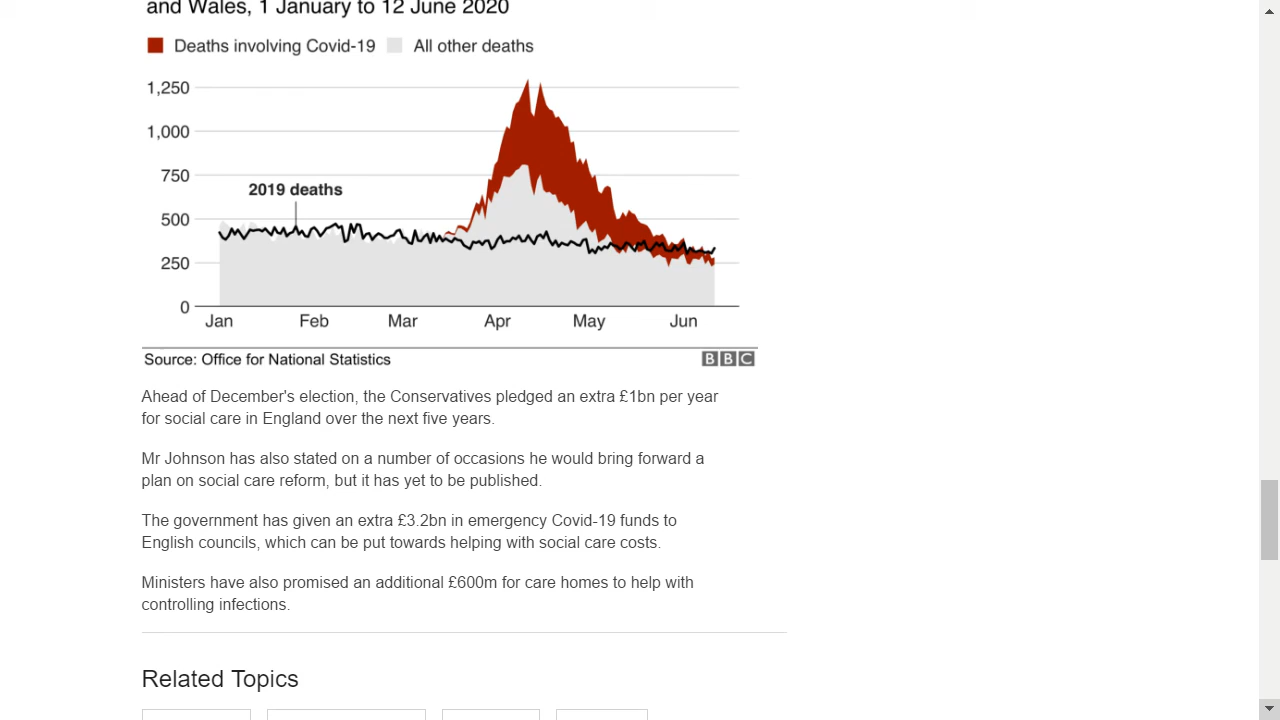 and Wales, 1 January to 12 June 2020
Deaths involving Covid-19 All other deaths
1,250
1,000
750
2019 deaths
500
250
0
Jan Feb Mar Apr May Jun
Source: Office for National Statistics BBC
Ahead of December's election, the Conservatives pledged an extra £1bn per year
for social care in England over the next five years.
Mr Johnson has also stated on a number of occasions he would bring forward a
plan on social care reform, but it has yet to be published.
The government has given an extra £3.2bn in emergency Covid-19 funds to
English councils, which can be put towards helping with social care costs.
Ministers have also promised an additional £600m for care homes to help with
controlling infections.
Related Topics